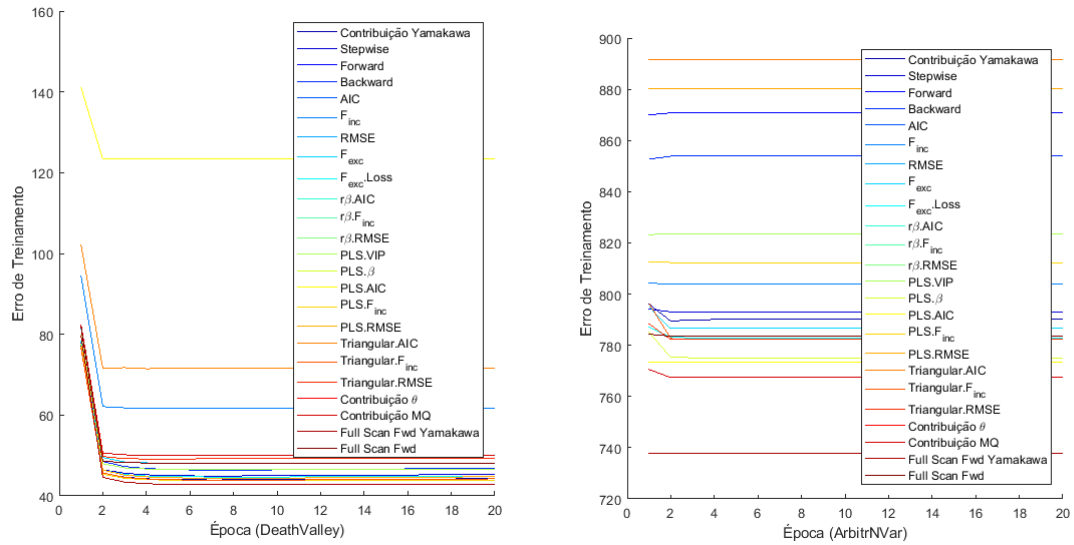 160
140
120
100
80
60
40
0
2
4
6
8
10
12
14
16
18
20
Erro de Treinamento
Época (DeathValley)
Contribuição Yamakawa
Stepwise
Forward
Backward
AIC
Finc
RMSE
Fexc
Fexc.Loss
rβ.AIC
rβ.Finc
rβ.RMSE
PLS.VIP
PLS.β
PLS.AIC
PLS.Finc
PLS.RMSE
Triangular.AIC
Triangular.Finc
Triangular.RMSE
Contribuição θ
Contribuição MQ
Full Scan Fwd Yamakawa
Full Scan Fwd
900
880
860
840
820
800
780
760
740
720
0
2
4
6
8
10
12
14
16
18
20
Erro de Treinamento
Época (ArbitrNVar)
Contribuição Yamakawa
Stepwise
Forward
Backward
AIC
Finc
RMSE
Fexc
Fexc.Loss
rβ.AIC
rβ.Finc
rβ.RMSE
PLS.VIP
PLS.β
PLS.AIC
PLS.Finc
PLS.RMSE
Triangular.AIC
Triangular.Finc
Triangular.RMSE
Contribuição θ
Contribuição MQ
Full Scan Fwd Yamakawa
Full Scan Fwd